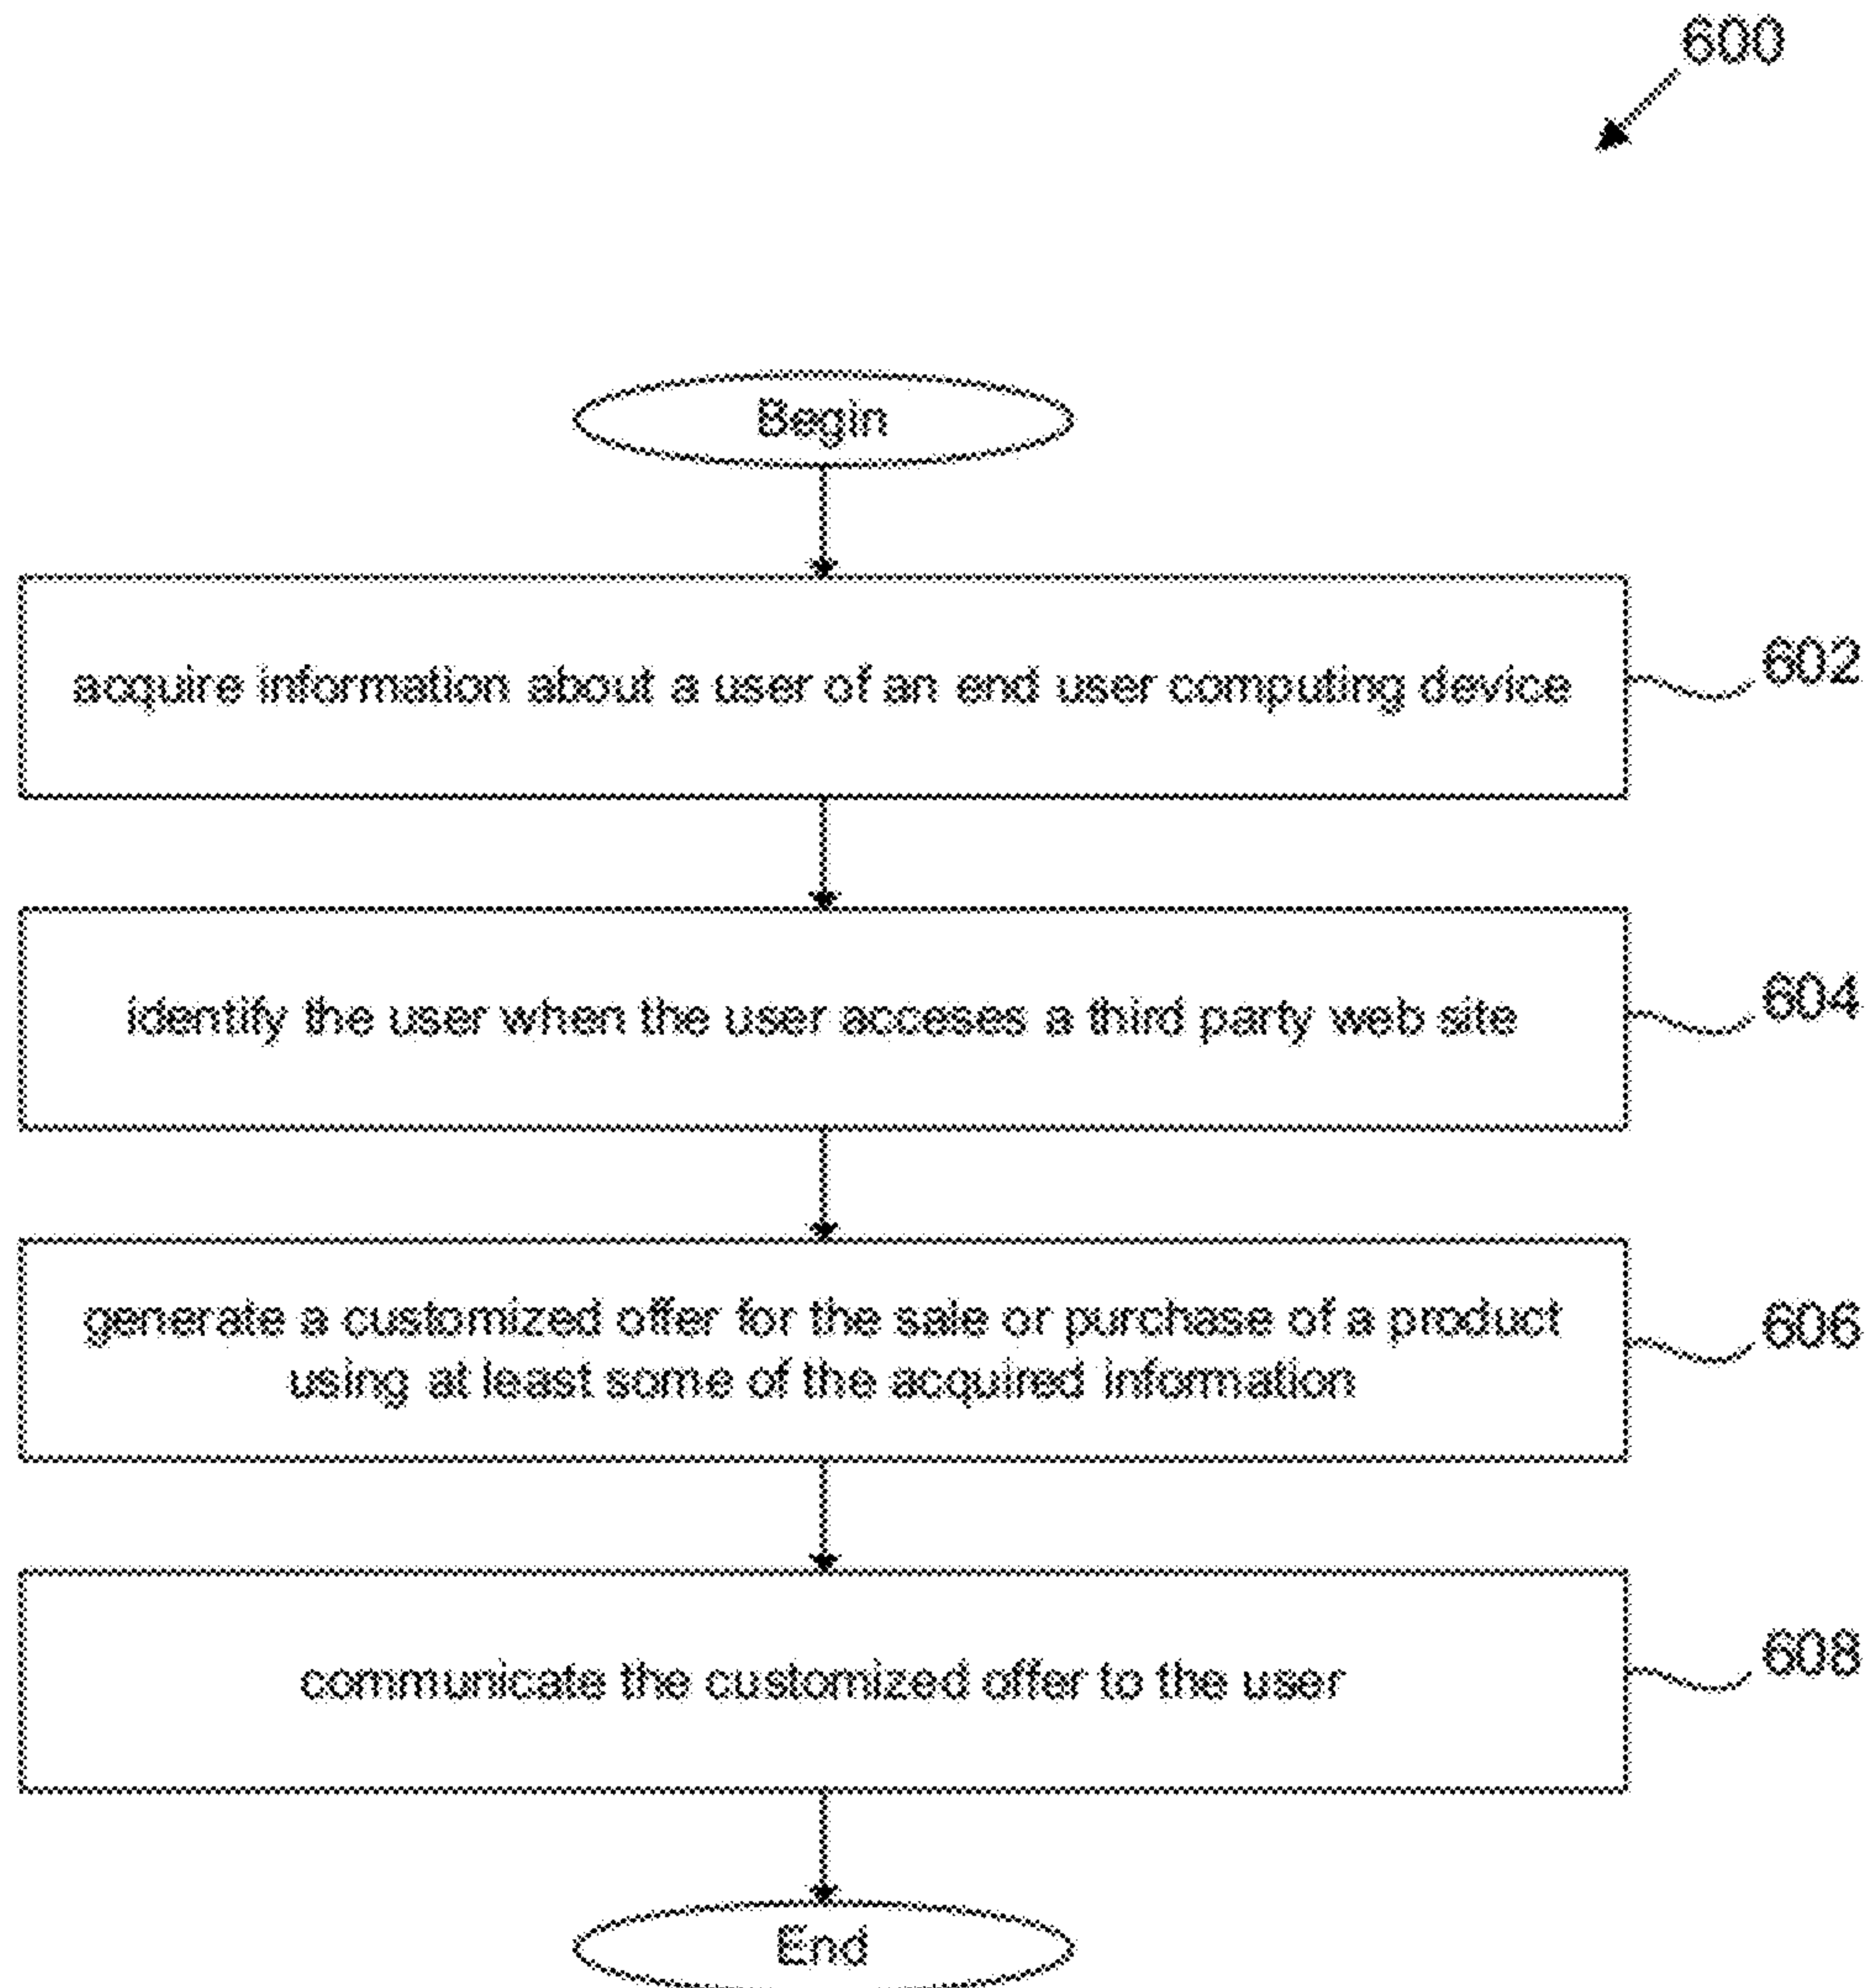 600
Begin
acquire information about a user of an end user computing device
602
identify the user when the user acceses a third party web site
604
generate a customized offer for the sale or purchase of a product
using at least some of the acquired information
606
communicate the customized offer to the user
608
End